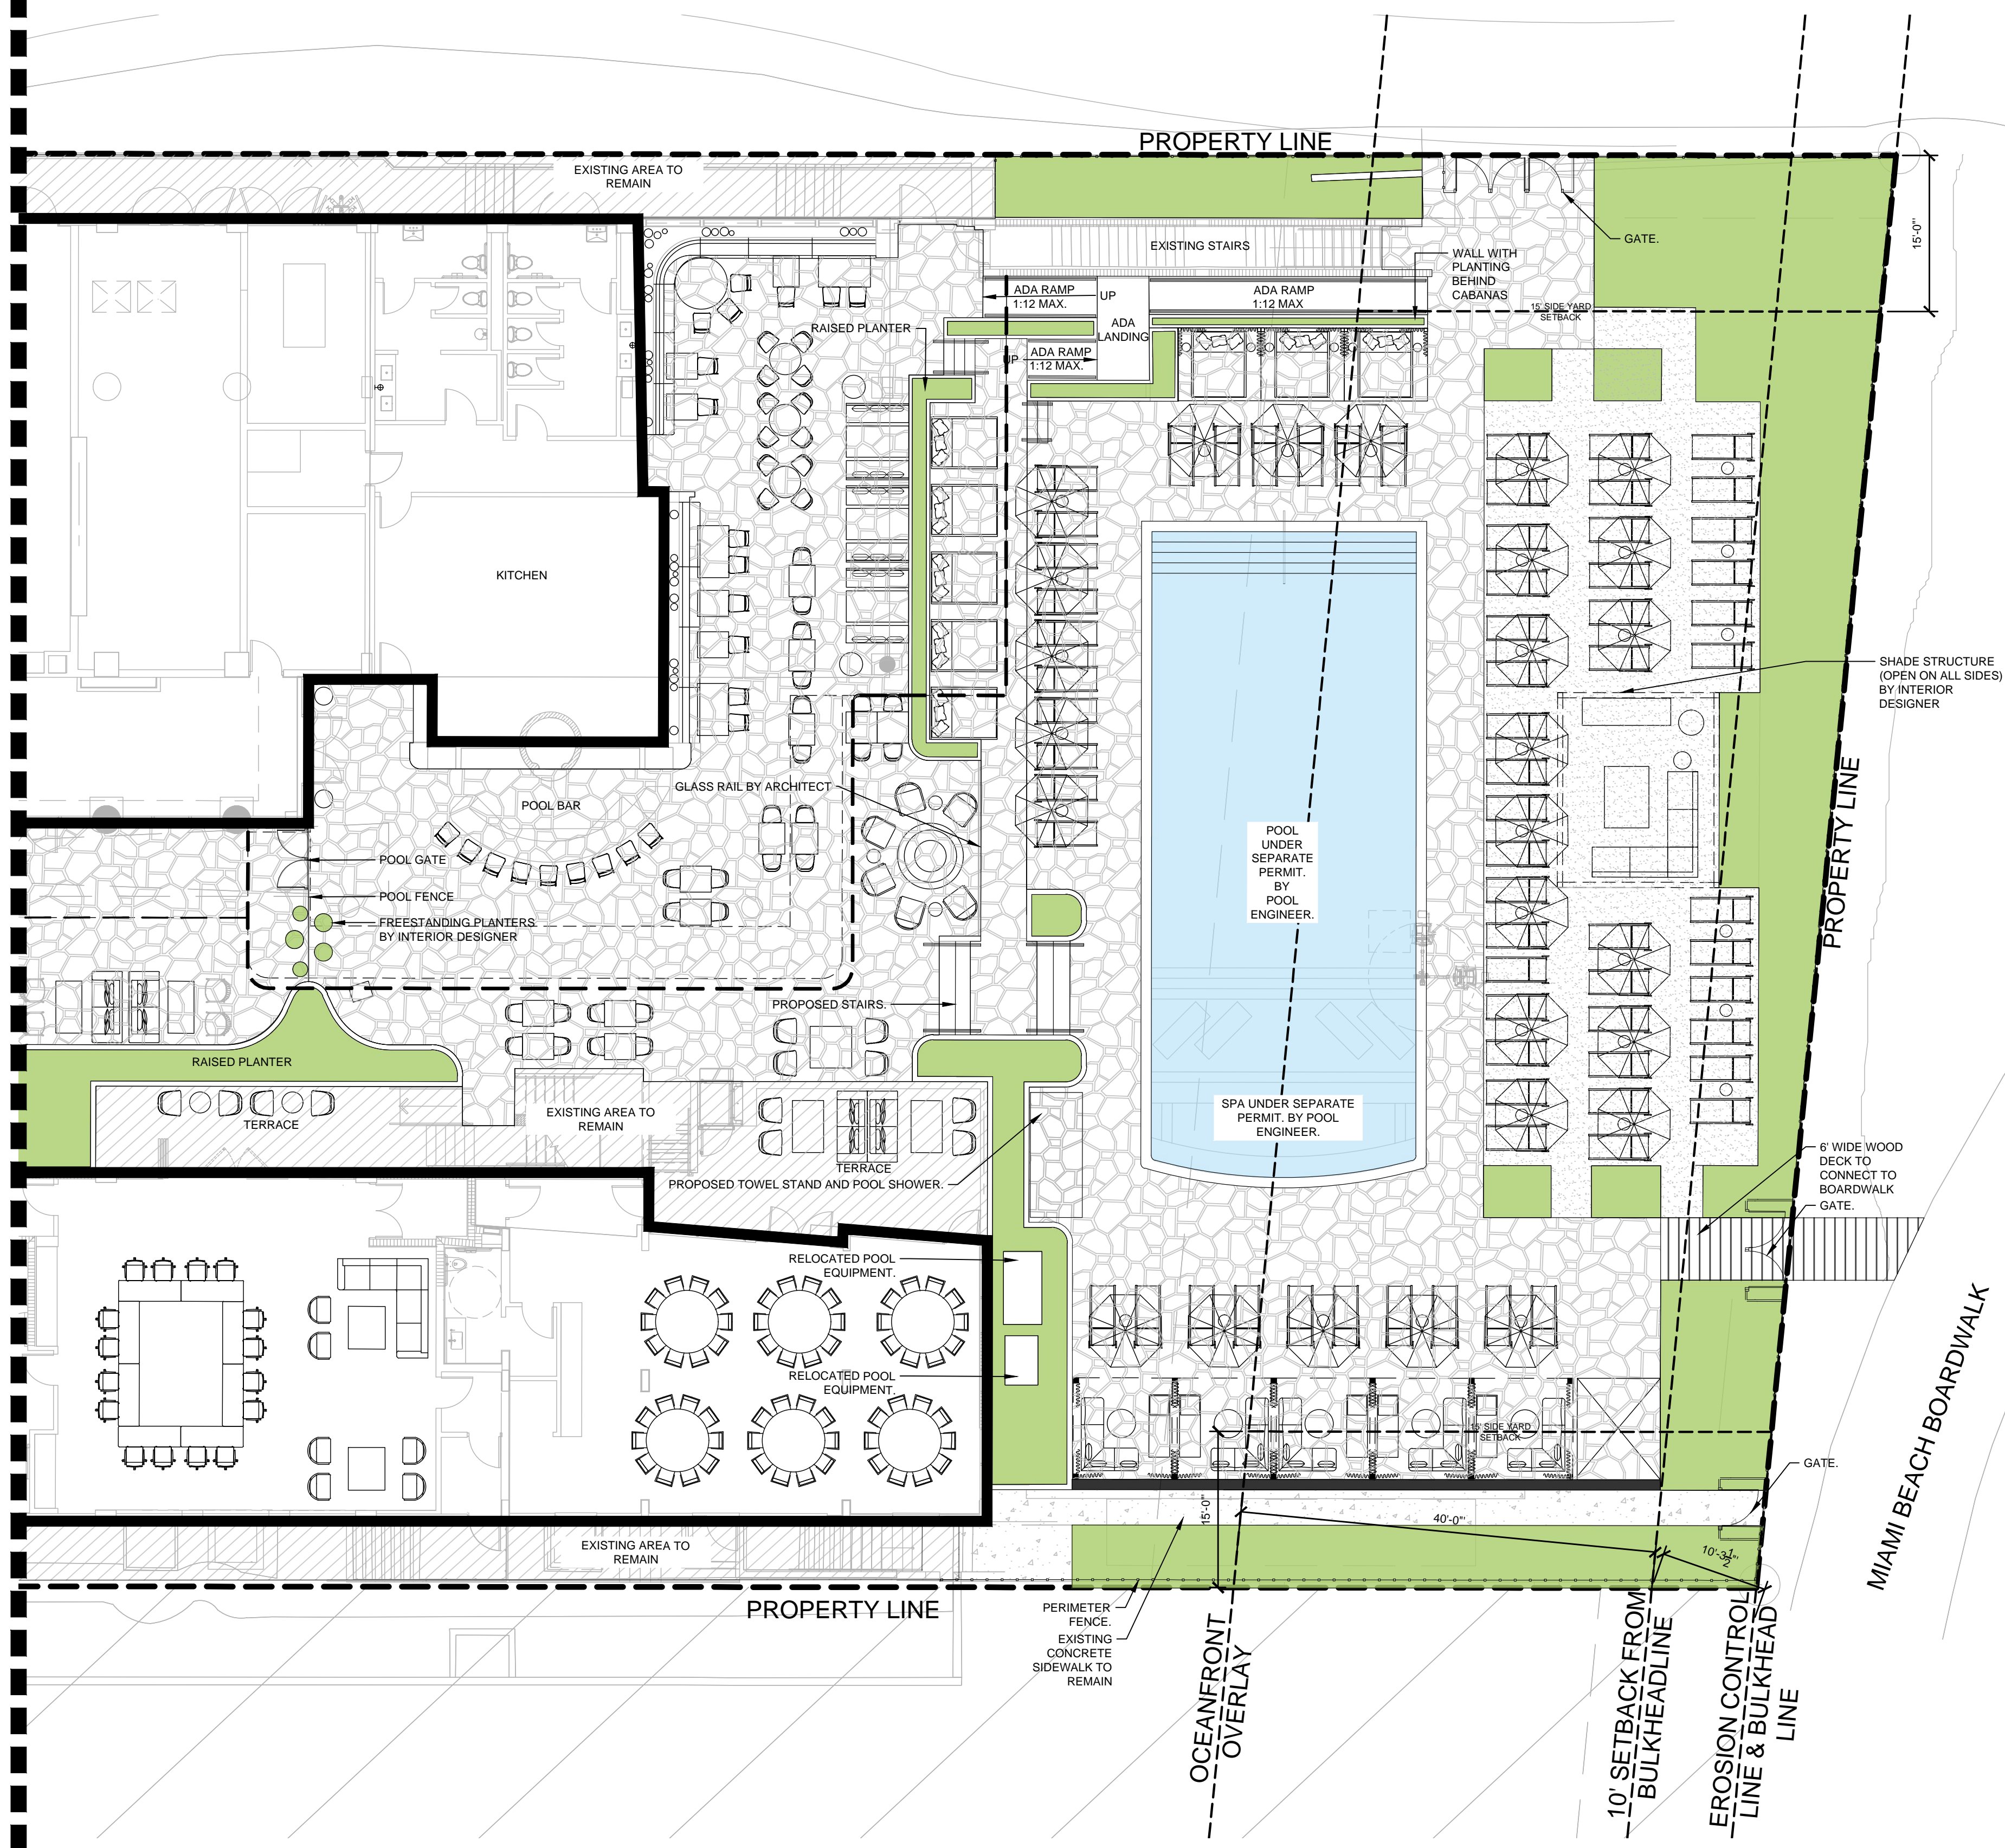 PROPERTY LINE
EXISTING AREA TO
REMAIN
15'-0"
GATE.
EXISTING STAIRS
WALL WITH
PLANTING
BEHIND
CABANAS
ADA RAMP
1:12 MAX.
UP
ADA RAMP
1:12 MAX
15' SIDE YARD
SETBACK
RAISED PLANTER
ADA
LANDING
UP
ADA RAMP
1:12 MAX.
KITCHEN
SHADE STRUCTURE
(OPEN ON ALL SIDES)
BY INTERIOR
DESIGNER
GLASS RAIL BY ARCHITECT
POOL BAR
PROPERTY LINE
POOL
UNDER
SEPARATE
PERMIT.
BY
POOL
ENGINEER.
POOL GATE
POOL FENCE
FREESTANDING PLANTERS
BY INTERIOR DESIGNER
PROPOSED STAIRS.
RAISED PLANTER
EXISTING AREA TO
REMAIN
TERRACE
SPA UNDER SEPARATE
PERMIT. BY POOL
ENGINEER.
TERRACE
PROPOSED TOWEL STAND AND POOL SHOWER.
6' WIDE WOOD
DECK TO
CONNECT TO
BOARDWALK
GATE.
RELOCATED POOL
EQUIPMENT.
RELOCATED POOL
EQUIPMENT.
15' SIDE YARD
SETBACK
GATE.
MIAMI BEACH BOARDWALK
15'-0"
40'-0"
10'-3 1/2"
EXISTING AREA TO
REMAIN
PROPERTY LINE
PERIMETER
FENCE.
EXISTING
CONCRETE
SIDEWALK TO
REMAIN
OCEANFRONT
OVERLAY
10' SETBACK FROM
BULKHEADLINE
EROSION CONTROL
LINE & BULKHEAD
LINE